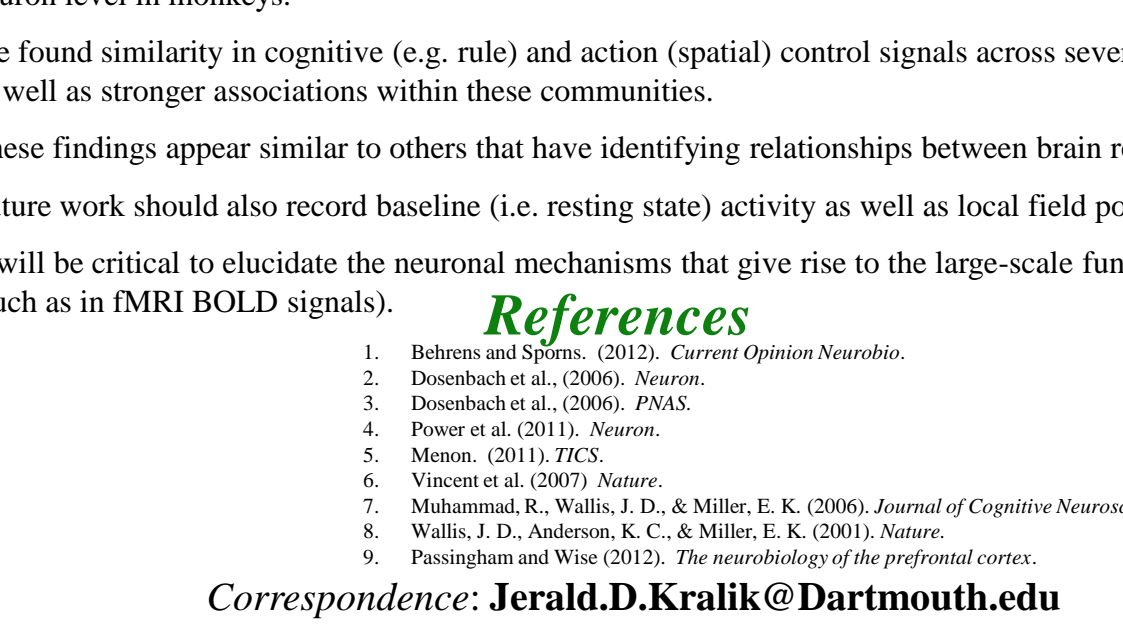 uron level in monkeys.
e found similarity in cognitive (e.g. rule) and action (spatial) control signals across seve
well as stronger associations within these communities.
hese findings appear similar to others that have identifying relationships between brain r
uture work should also record baseline (i.e. resting state) activity as well as local field po
will be critical to elucidate the neuronal mechanisms that give rise to the large-scale fun
uch as in fMRI BOLD signals).
References
1. Behrens and Sporns. (2012). Current Opinion Neurobio.
2. Dosenbach et al., (2006). Neuron.
3. Dosenbach et al., (2006). PNAS.
4. Power et al. (2011). Neuron.
5. Menon. (2011). TICS.
6. Vincent et al. (2007) Nature.
7. Muhammad, R., Wallis, J. D., & Miller, E. K. (2006). Journal of Cognitive Neurosc
8. Wallis, J. D., Anderson, K. C., & Miller, E. K. (2001). Nature.
9. Passingham and Wise (2012). The neurobiology of the prefrontal cortex.
Correspondence: Jerald.D.Kralik@Dartmouth.edu